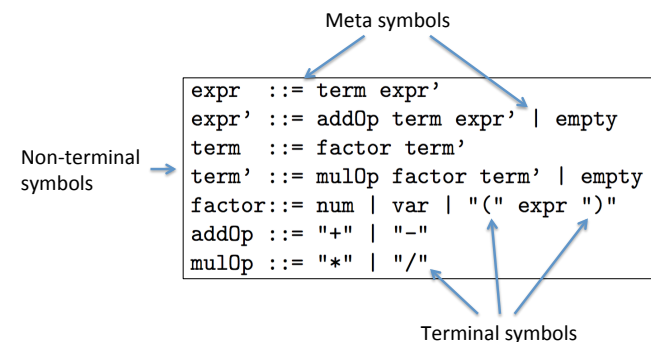 Meta symbols
expr ::= term expr’
expr’ ::= addOp term expr’ | empty
term ::= factor term’
Non-terminal
symbols
term’ ::= mulOp factor term’ | empty
factor::= num | var | "(" expr ")"
addOp ::= "+" | "-"
mulOp ::= "*" | "/"
Terminal symbols